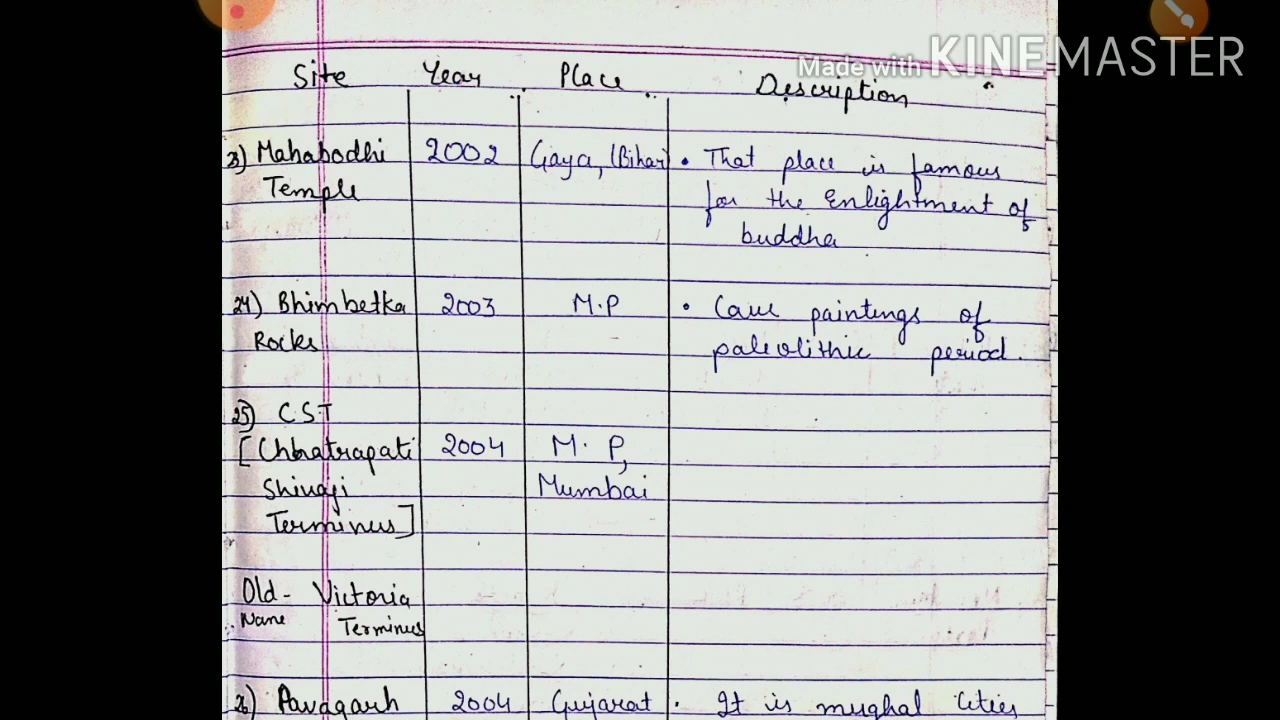 Made with KINEMASTER
Site Year Place Description
3) Mahabodhi 2002 Gaya, (Bihar) • That place is famous
Temple for the Enlightment of
buddha
24) Bhimbetka 2003 M.P • Cave paintings of
Rocks paleolithic period.
25) CST
[Chhatrapati 2004 M. P,
Shivaji Mumbai
Terminus]
Old - Victoria
Name Terminus
26) Pavagarh 2004 Gujarat • It is mughal Cities